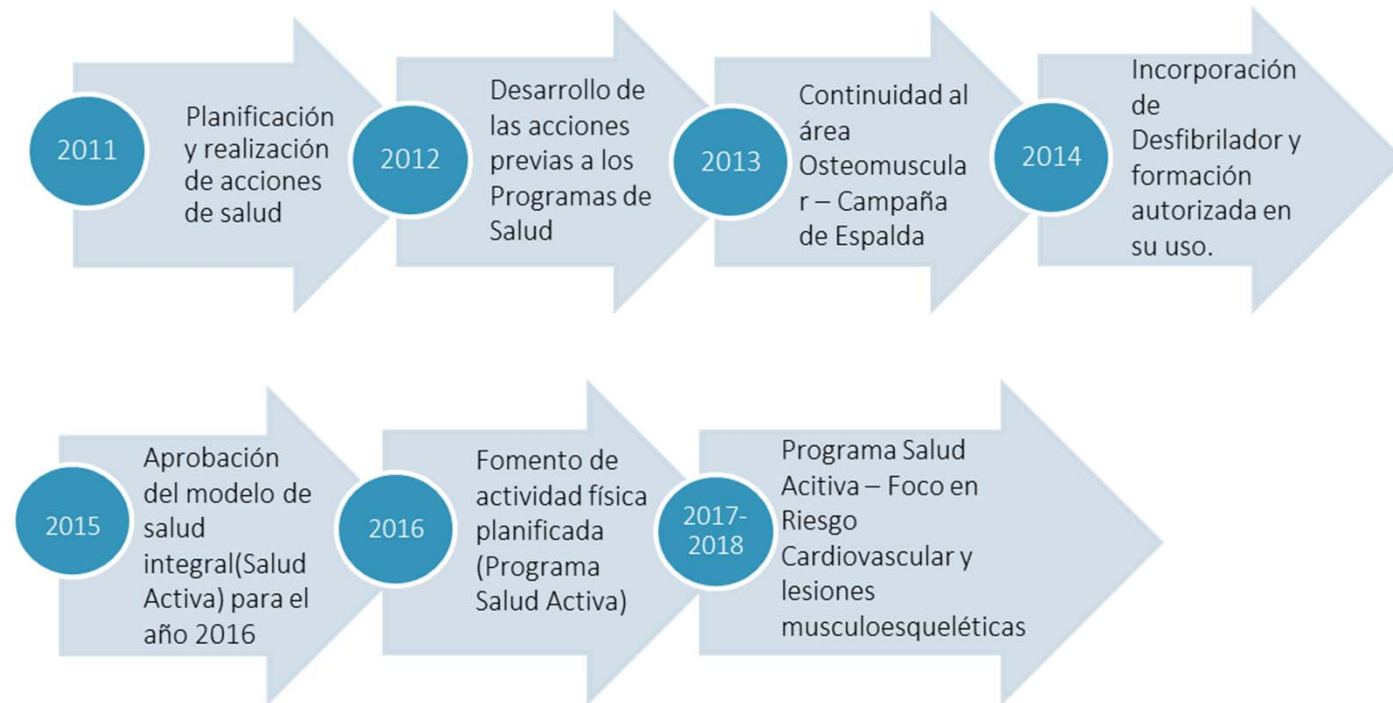 2011
Planificación
y realización
de acciones
de salud
2012
Desarrollo de
las acciones
previas a los
Programas de
Salud
2013
Continuidad al
área
Osteomuscula
r – Campaña
de Espalda
2014
Incorporación
de
Desfibrilador y
formación
autorizada en
su uso.
2015
Aprobación
del modelo de
salud
integral(Salud
Activa) para el
año 2016
2016
Fomento de
actividad física
planificada
(Programa
Salud Activa)
2017-
2018
Programa Salud
Acitiva – Foco en
Riesgo
Cardiovascular y
lesiones
musculoesqueléticas